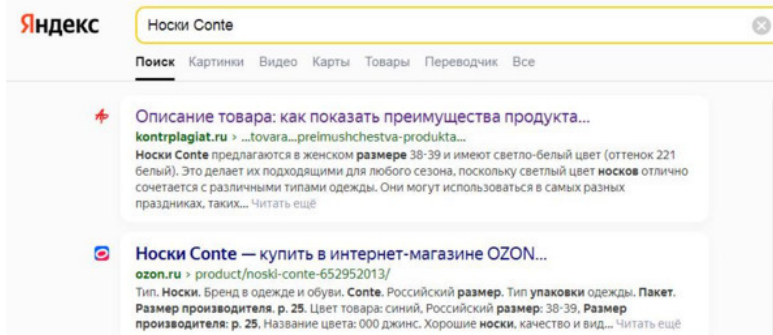 Яндекс
Носки Conte
Поиск Картинки Видео Карты Товары Переводчик Все
Описание товара: как показать преимущества продукта...
kontrplagiat.ru › ...tovara...preimushchestva-produkta...
Носки Conte предлагаются в женском размере 38-39 и имеют светло-белый цвет (оттенок 221
белый). Это делает их подходящими для любого сезона, поскольку светлый цвет носков отлично
сочетается с различными типами одежды. Они могут использоваться в самых разных
праздниках, таких... Читать ещё
Носки Conte — купить в интернет-магазине OZON...
ozon.ru › product/noski-conte-652952013/
Тип. Носки. Бренд в одежде и обуви. Conte. Российский размер. Тип упаковки одежды. Пакет.
Размер производителя. р. 25. Цвет товара: синий, Российский размер: 38-39, Размер
производителя: р. 25, Название цвета: 000 джинс. Хорошие носки, качество и вид... Читать ещё